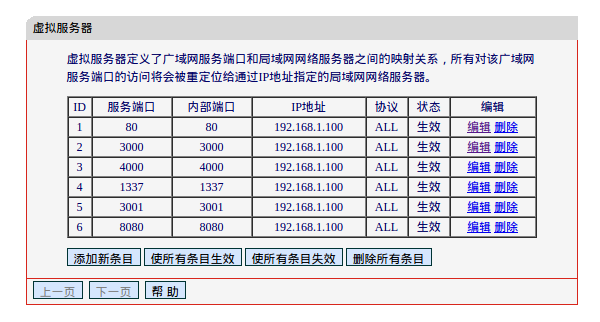 虚拟服务器
虚拟服务器定义了广域网服务端口和局域网网络服务器之间的映射关系，所有对该广域网
服务端口的访问将会被重定位给通过IP地址指定的局域网网络服务器。
ID 服务端口 内部端口 IP地址 协议 状态 编辑
1 80 80 192.168.1.100 ALL 生效 编辑 删除
2 3000 3000 192.168.1.100 ALL 生效 编辑 删除
3 4000 4000 192.168.1.100 ALL 生效 编辑 删除
4 1337 1337 192.168.1.100 ALL 生效 编辑 删除
5 3001 3001 192.168.1.100 ALL 生效 编辑 删除
6 8080 8080 192.168.1.100 ALL 生效 编辑 删除
添加新条目 使所有条目生效 使所有条目失效 删除所有条目
上一页 下一页 帮 助